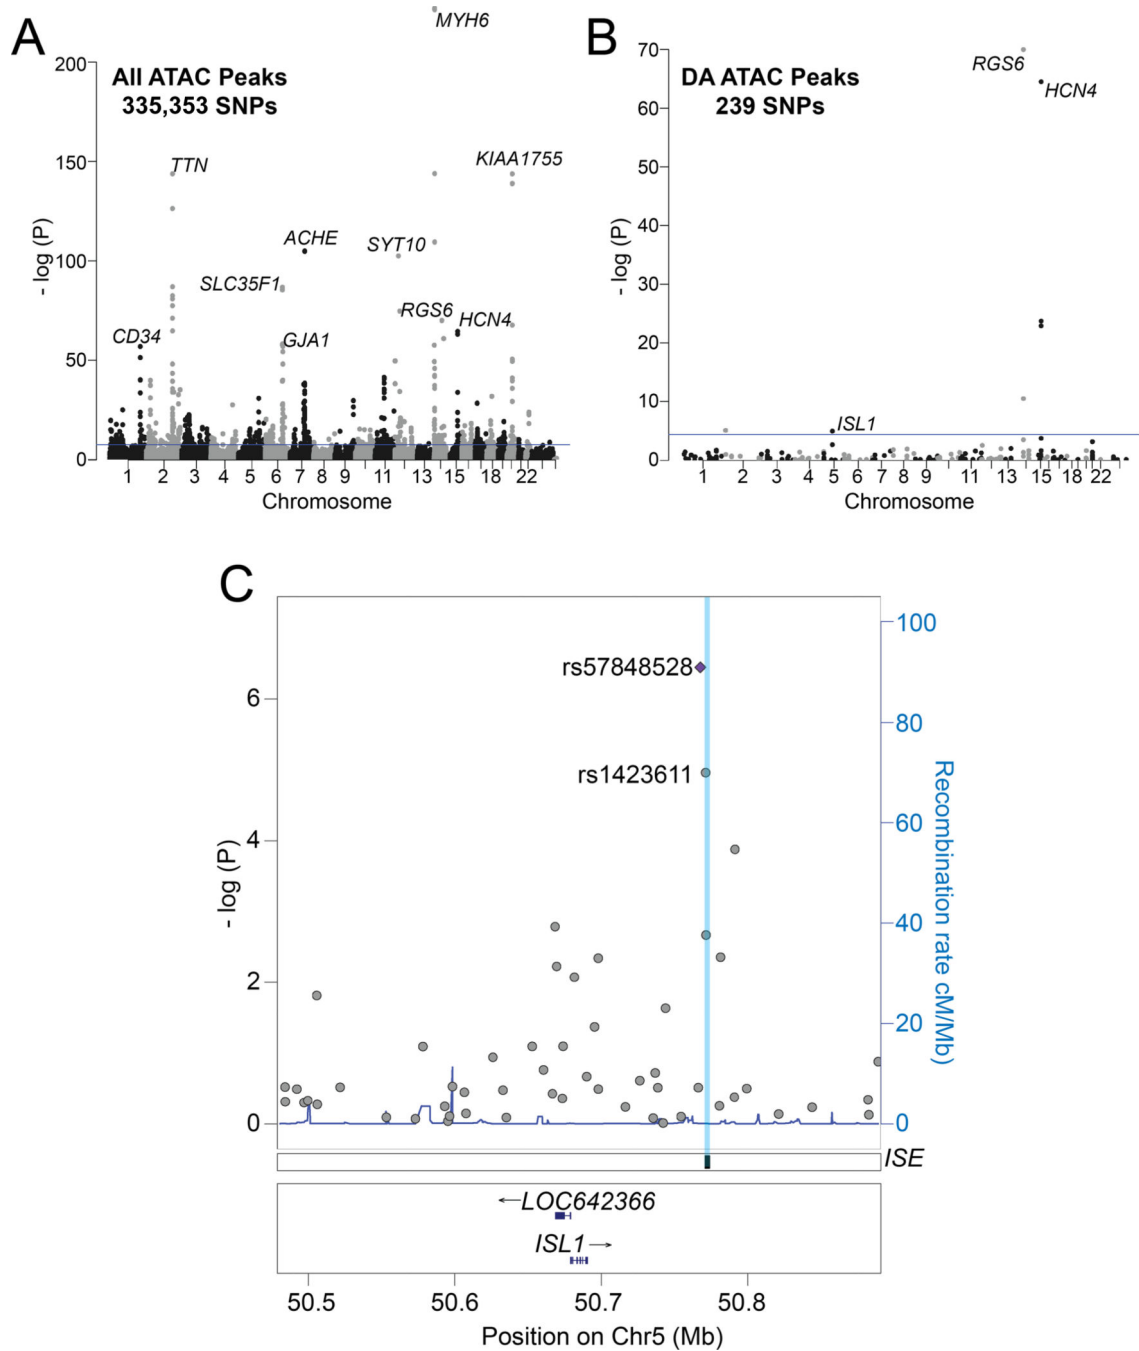 A
All ATAC Peaks
335,353 SNPs
MYH6
TTN
KIAA1755
ACHE
SYT10
SLC35F1
RGS6
HCN4
CD34
GJA1
- log (P)
200
150
100
50
0
1 2 3 4 5 6 7 8 9 11 13 15 18 22
Chromosome
B
DA ATAC Peaks
239 SNPs
RGS6
HCN4
ISL1
- log (P)
70
60
50
40
30
20
10
0
1 2 3 4 5 6 7 8 9 11 13 15 18 22
Chromosome
C
rs57848528
rs1423611
- log (P)
6
4
2
0
100
80
60
40
20
0
Recombination rate cM/Mb)
ISE
LOC642366
ISL1
50.5 50.6 50.7 50.8
Position on Chr5 (Mb)